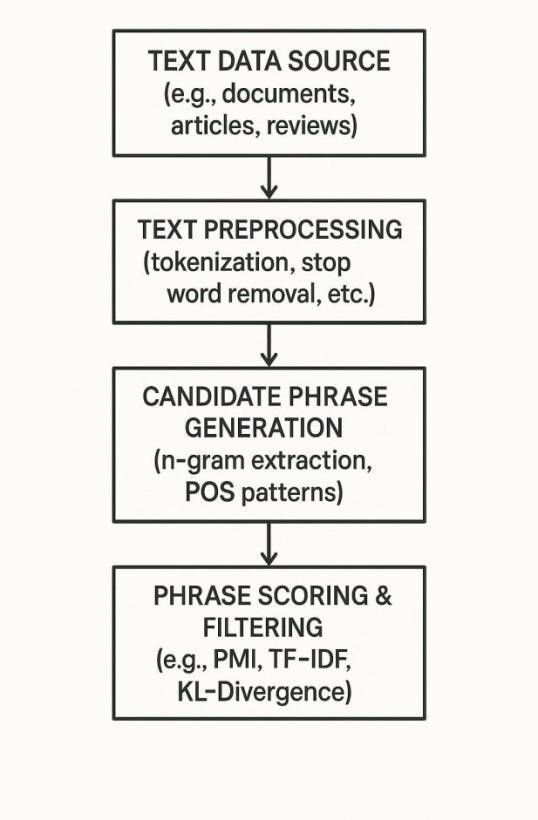 TEXT DATA SOURCE
(e.g., documents,
articles, reviews)
TEXT PREPROCESSING
(tokenization, stop
word removal, etc.)
CANDIDATE PHRASE
GENERATION
(n-gram extraction,
POS patterns)
PHRASE SCORING &
FILTERING
(e.g., PMI, TF-IDF,
KL-Divergence)